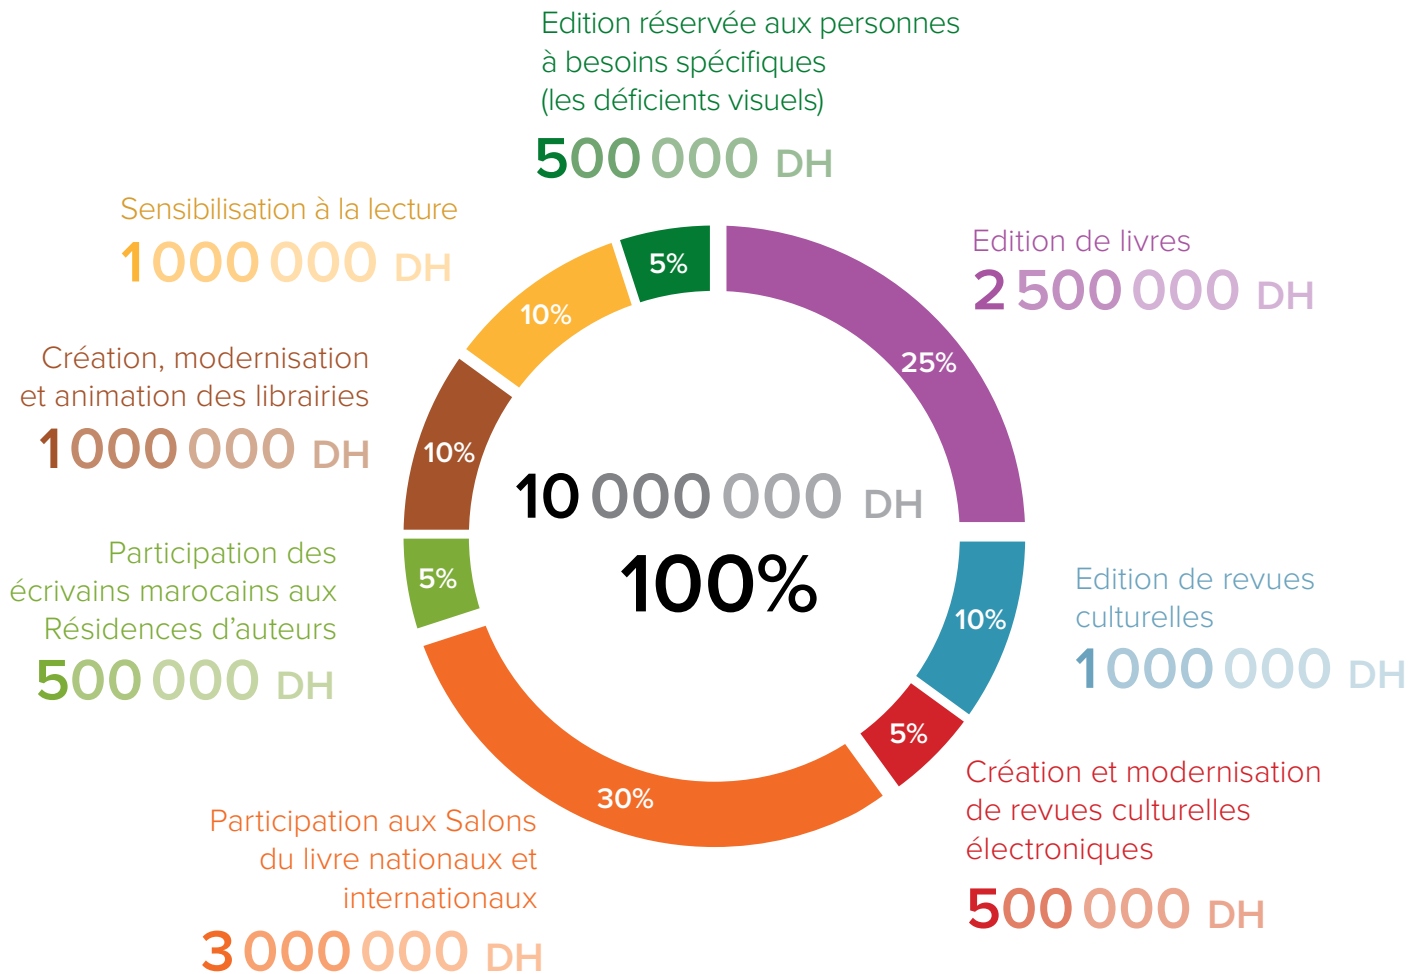 Edition réservée aux personnes
à besoins spécifiques
(les déficients visuels)
500 000 DH
Sensibilisation à la lecture
1 000 000 DH
Edition de livres
2 500 000 DH
5%
10%
25%
Création, modernisation
et animation des librairies
1 000 000 DH
10%
10 000 000 DH
100%
Participation des
écrivains marocains aux
Résidences d’auteurs
500 000 DH
5%
10%
Edition de revues
culturelles
1 000 000 DH
5%
30%
Création et modernisation
de revues culturelles
électroniques
500 000 DH
Participation aux Salons
du livre nationaux et
internationaux
3 000 000 DH